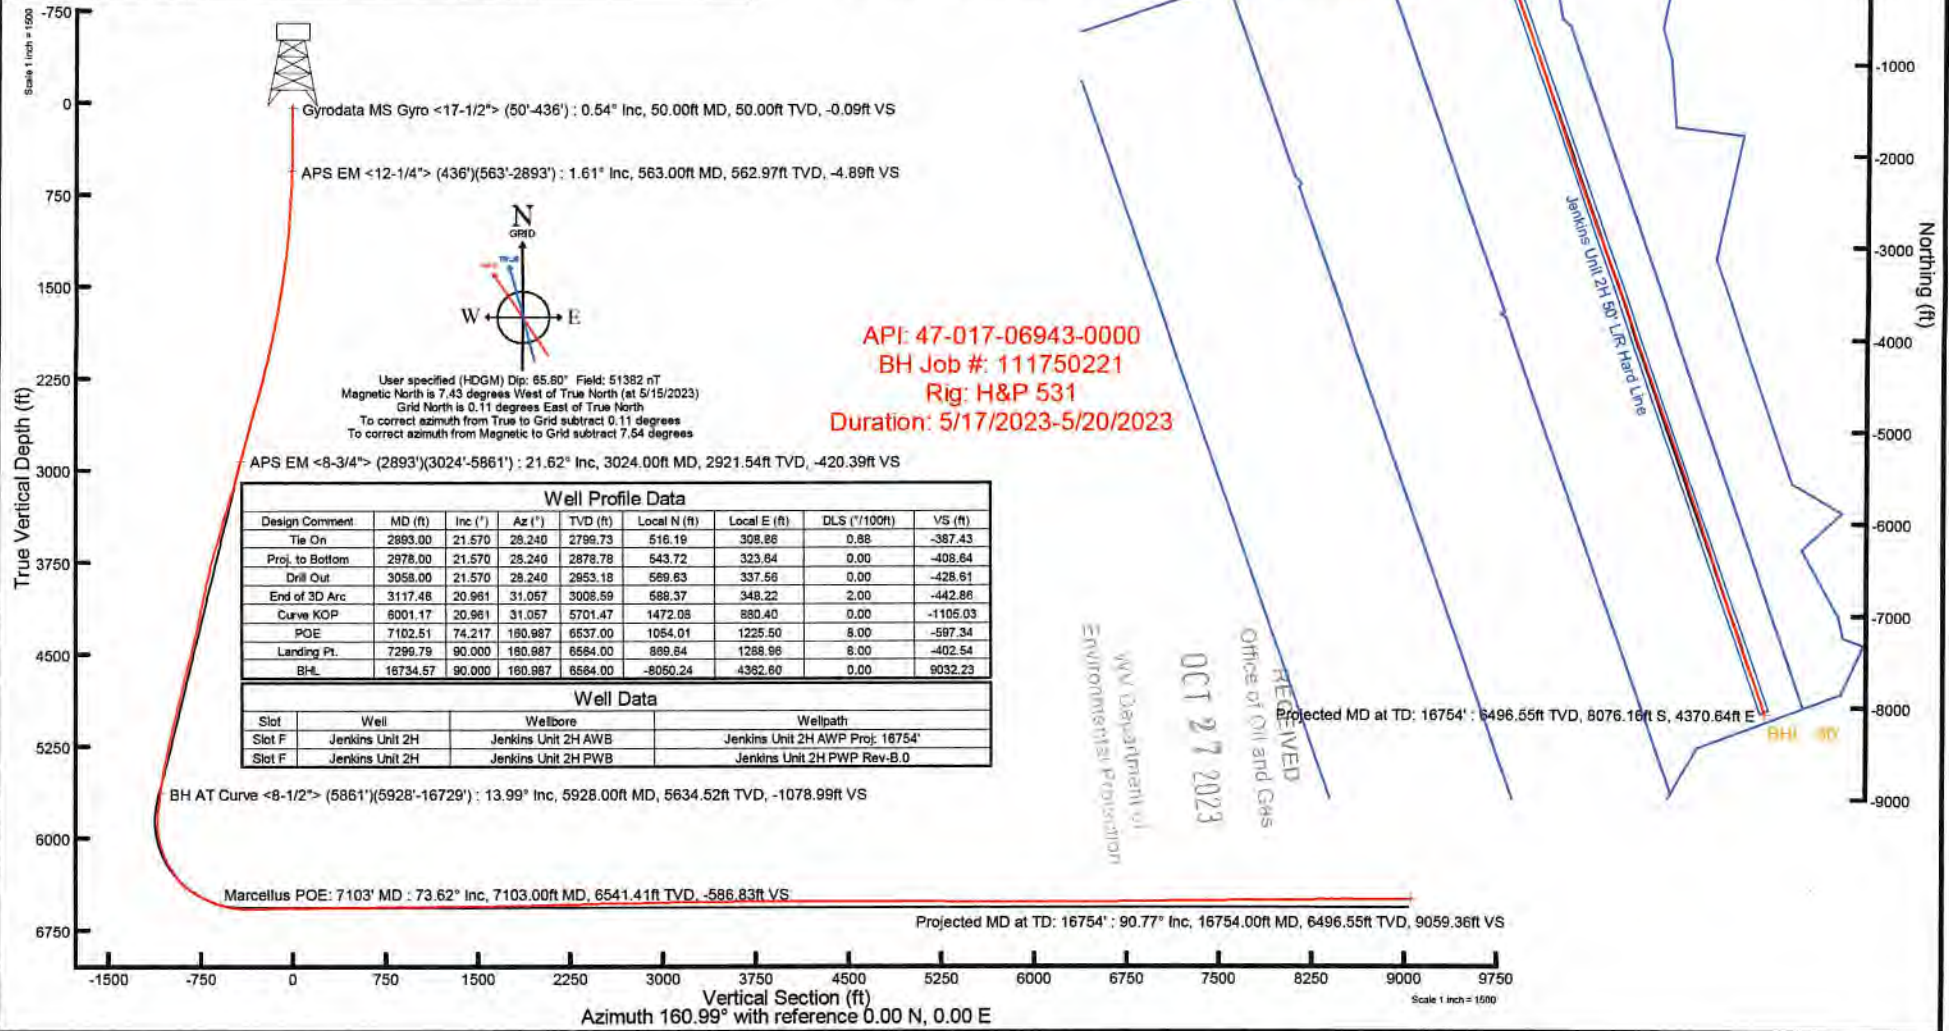 Scale 1 inch = 1500
-750
0
750
1500
2250
3000
3750
4500
5250
6000
6750
True Vertical Depth (ft)
Gyrodata MS Gyro <17-1/2"> (50'-436') : 0.54° Inc, 50.00ft MD, 50.00ft TVD, -0.09ft VS
APS EM <12-1/4"> (436')(563'-2893') : 1.61° Inc, 563.00ft MD, 562.97ft TVD, -4.89ft VS
N
GRID
TRUE
W E
User specified (HDGM) Dip: 65.60° Field: 51382 nT
Magnetic North is 7.43 degrees West of True North (at 5/15/2023)
Grid North is 0.11 degrees East of True North
To correct azimuth from True to Grid subtract 0.11 degrees
To correct azimuth from Magnetic to Grid subtract 7.54 degrees
API: 47-017-06943-0000
BH Job #: 111750221
Rig: H&P 531
Duration: 5/17/2023-5/20/2023
APS EM <8-3/4"> (2893')(3024'-5861') : 21.62° Inc, 3024.00ft MD, 2921.54ft TVD, -420.39ft VS
Well Profile Data
Design Comment MD (ft) Inc (°) Az (°) TVD (ft) Local N (ft) Local E (ft) DLS (°/100ft) VS (ft)
Tie On 2893.00 21.570 28.240 2799.73 516.19 308.86 0.68 -387.43
Proj. to Bottom 2978.00 21.570 28.240 2878.78 543.72 323.64 0.00 -408.64
Drill Out 3058.00 21.570 28.240 2953.18 569.63 337.56 0.00 -428.61
End of 3D Arc 3117.46 20.961 31.057 3008.59 588.37 348.22 2.00 -442.86
Curve KOP 6001.17 20.961 31.057 5701.47 1472.08 880.40 0.00 -1105.03
POE 7102.51 74.217 160.987 6537.00 1054.01 1225.50 8.00 -597.34
Landing Pt. 7299.79 90.000 160.987 6564.00 869.64 1288.96 8.00 -402.54
BHL 16734.57 90.000 160.987 6564.00 -8050.24 4362.60 0.00 9032.23
Well Data
Slot Well Wellbore Wellpath
Slot F Jenkins Unit 2H Jenkins Unit 2H AWB Jenkins Unit 2H AWP Proj: 16754'
Slot F Jenkins Unit 2H Jenkins Unit 2H PWB Jenkins Unit 2H PWP Rev-B.0
BH AT Curve <8-1/2"> (5861')(5928'-16729') : 13.99° Inc, 5928.00ft MD, 5634.52ft TVD, -1078.99ft VS
Marcellus POE: 7103' MD : 73.62° Inc, 7103.00ft MD, 6541.41ft TVD, -586.83ft VS
Projected MD at TD: 16754' : 90.77° Inc, 16754.00ft MD, 6496.55ft TVD, 9059.36ft VS
-1500 -750 0 750 1500 2250 3000 3750 4500 5250 6000 6750 7500 8250 9000 9750
Vertical Section (ft)
Scale 1 inch = 1500
Azimuth 160.99° with reference 0.00 N, 0.00 E
Jenkins Unit 2H 50' L/R Hard Line
RECEIVED
Office of Oil and Gas
OCT 27 2023
WV Department of
Environmental Protection
Projected MD at TD: 16754' : 6496.55ft TVD, 8076.16ft S, 4370.64ft E
BHL
-1000
-2000
-3000
-4000
-5000
-6000
-7000
-8000
-9000
Northing (ft)